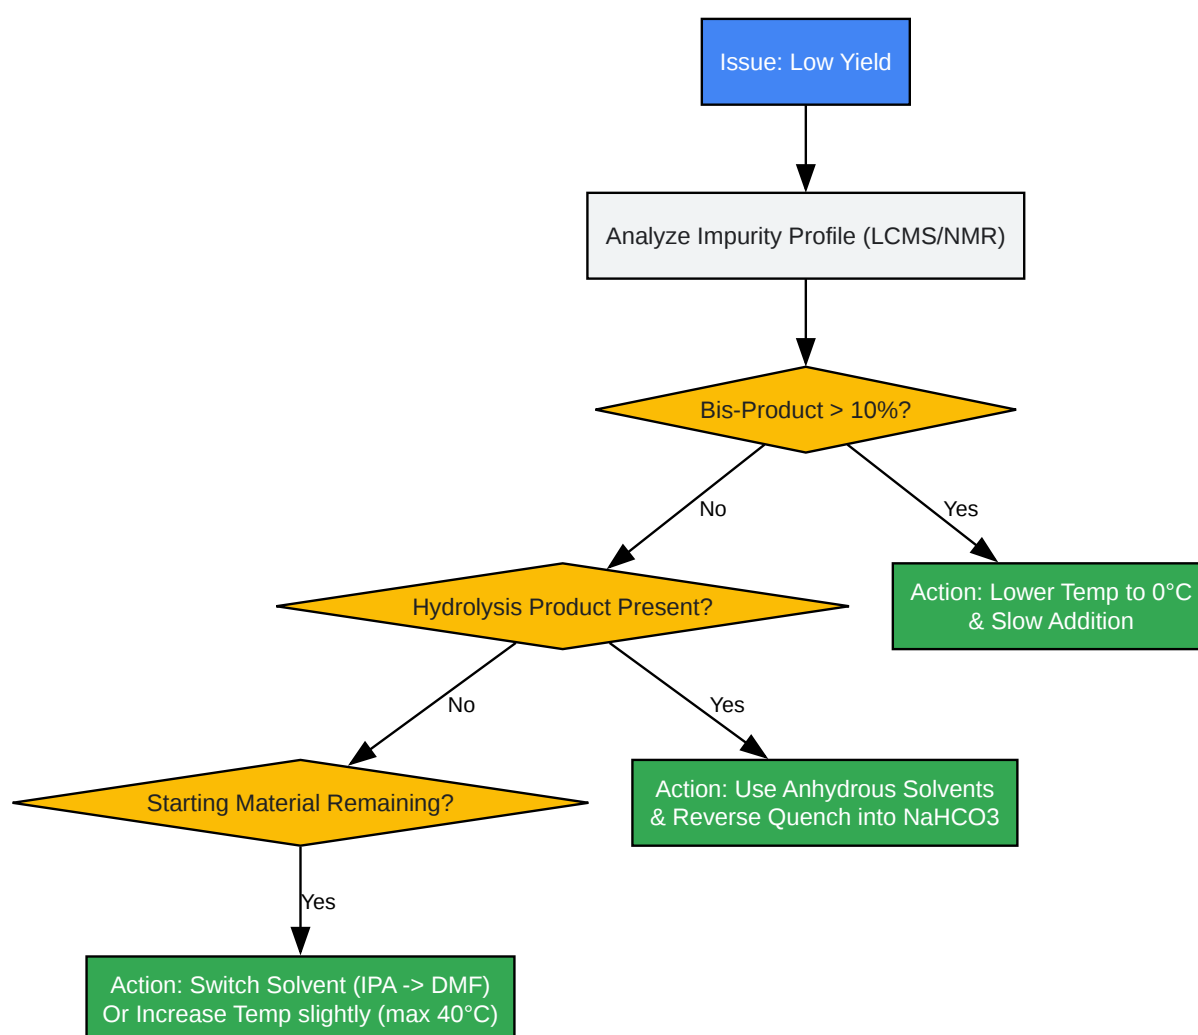 Issue: Low Yield
Analyze Impurity Profile (LCMS/NMR)
Bis-Product > 10%?
No
Yes
Hydrolysis Product Present?
Action: Lower Temp to 0°C
& Slow Addition
No
Yes
Starting Material Remaining?
Action: Use Anhydrous Solvents
& Reverse Quench into NaHCO3
Yes
Action: Switch Solvent (IPA -> DMF)
Or Increase Temp slightly (max 40°C)